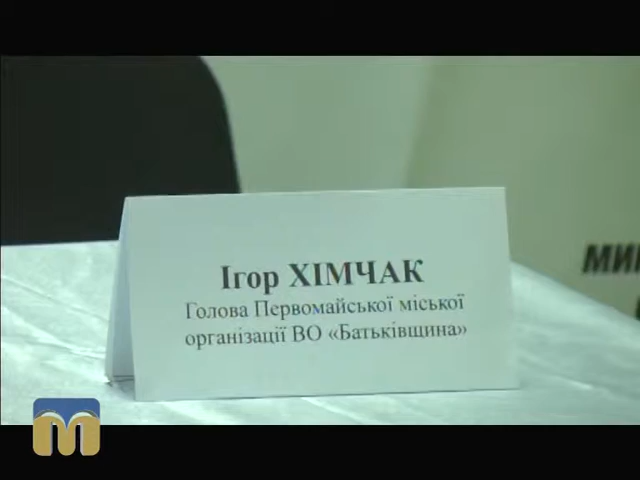 Ігор ХІМЧАК
Голова Первомайської міської
організації ВО «Батьківщина»